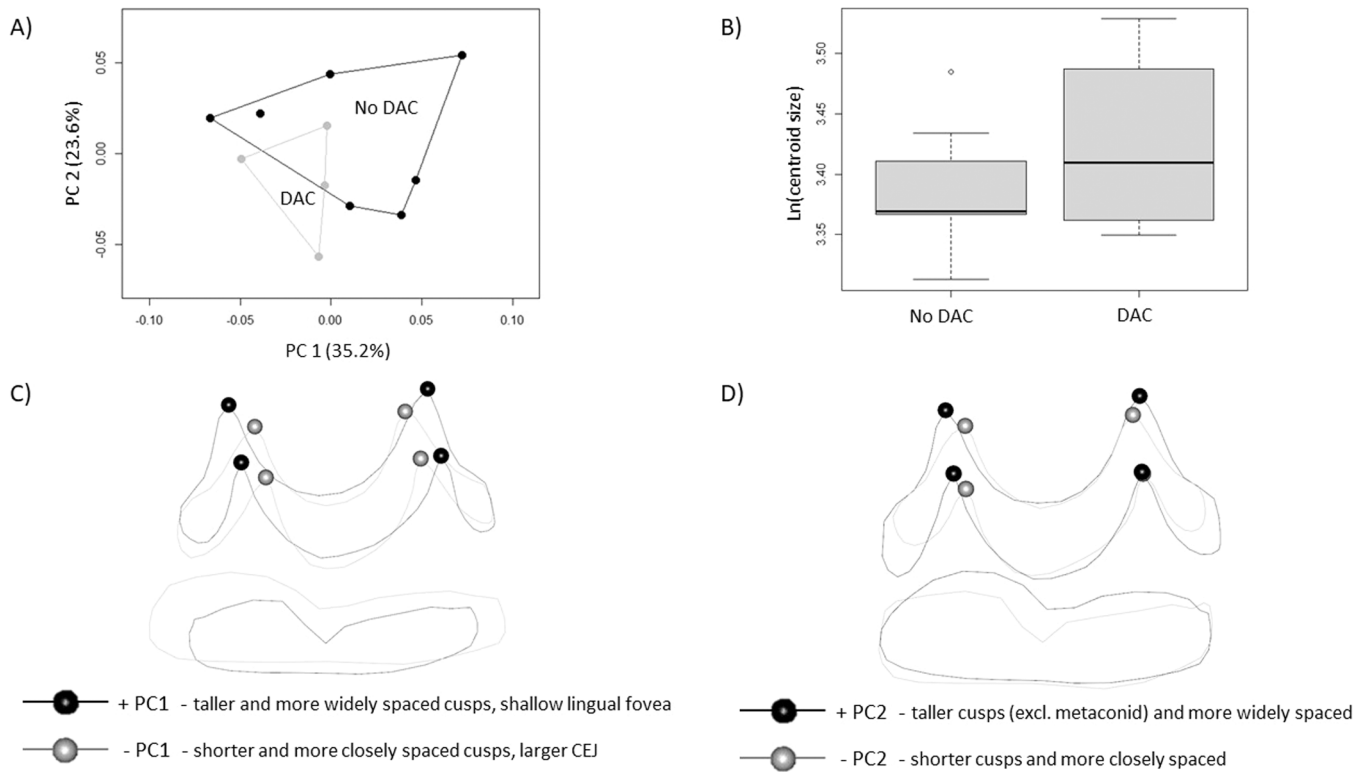 A)
0.05
0.00
-0.05
PC 2 (23.6%)
No DAC
DAC
-0.10 -0.05 0.00 0.05 0.10
PC 1 (35.2%)
B)
3.50
3.45
3.40
3.35
Ln(centroid size)
No DAC DAC
C)
+ PC1 - taller and more widely spaced cusps, shallow lingual fovea
- PC1 - shorter and more closely spaced cusps, larger CEJ
D)
+ PC2 - taller cusps (excl. metaconid) and more widely spaced
- PC2 - shorter cusps and more closely spaced